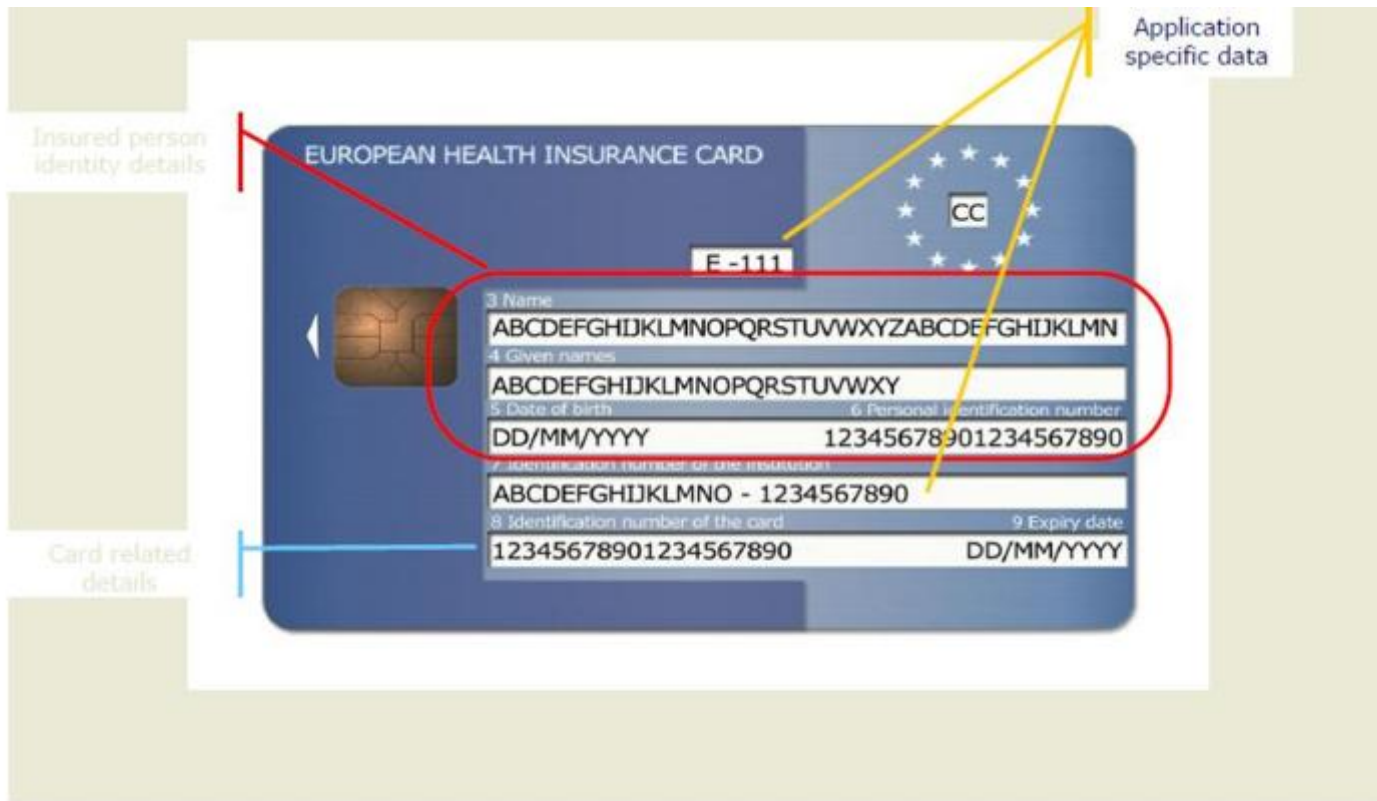 Application
specific data
Insured person
identity details
EUROPEAN HEALTH INSURANCE CARD
CC
E -111
3 Name
ABCDEFGHIJKLMNOPQRSTUVWXYZABCDEFGHIJKLMN
4 Given names
ABCDEFGHIJKLMNOPQRSTUVWXY
5 Date of birth 6 Personal identification number
DD/MM/YYYY 12345678901234567890
7 Identification number of the institution
ABCDEFGHIJKLMNO - 1234567890
8 Identification number of the card 9 Expiry date
12345678901234567890 DD/MM/YYYY
Card related
details